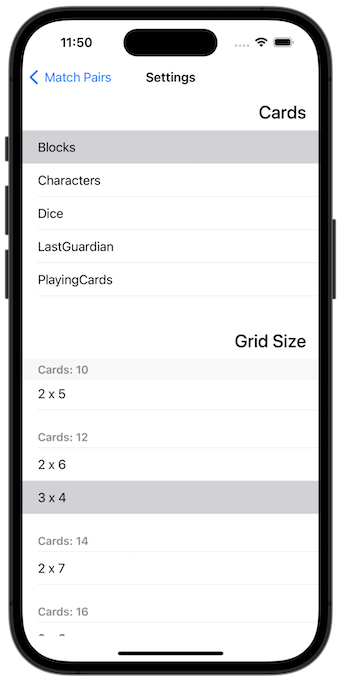 11:50
Match Pairs
Settings
Cards
Blocks
Characters
Dice
LastGuardian
PlayingCards
Grid Size
Cards: 10
2 x 5
Cards: 12
2 x 6
3 x 4
Cards: 14
2 x 7
Cards: 16